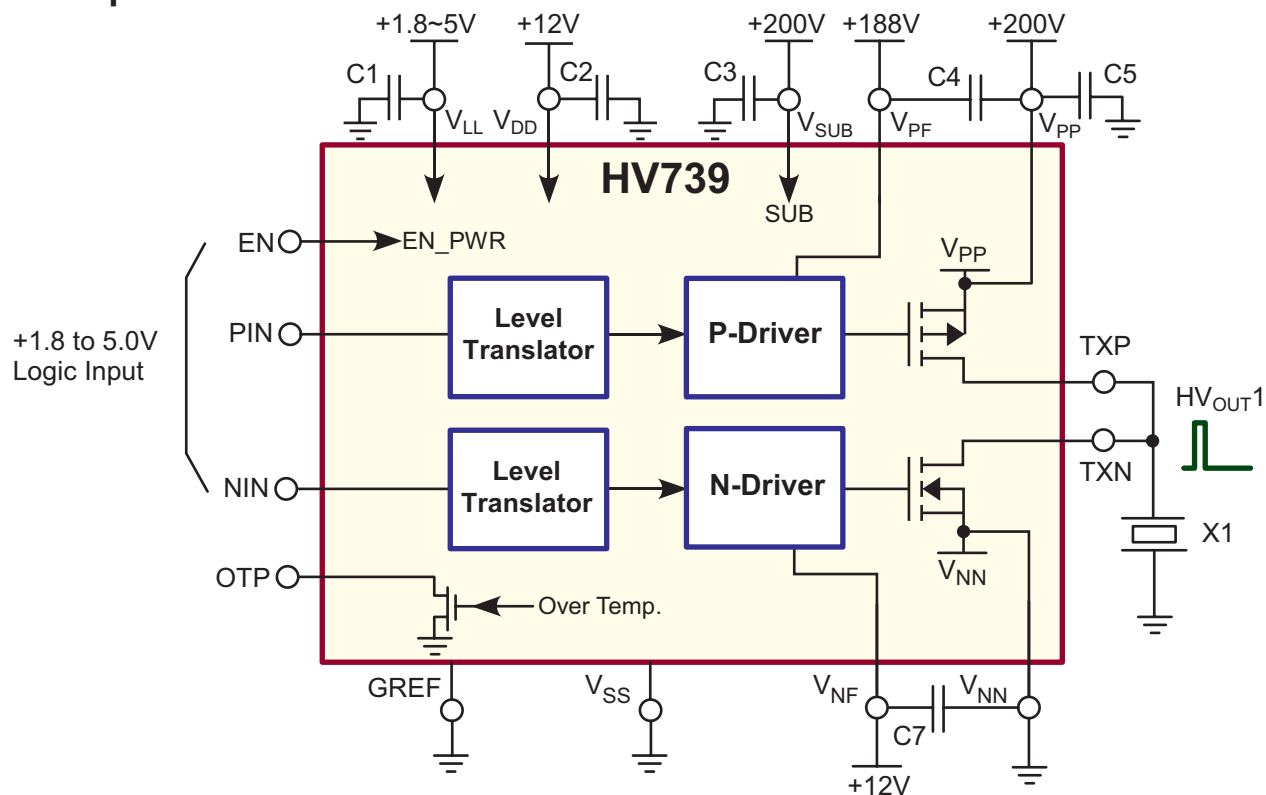 +1.8~5V
+12V
+200V
+188V
+200V
C1
C2
C3
C4
C5
VLL
VDD
VSUB
VPF
VPP
HV739
SUB
EN
EN_PWR
VPP
+1.8 to 5.0V
Logic Input
PIN
Level
Translator
P-Driver
TXP
HVOUT1
TXN
NIN
Level
Translator
N-Driver
X1
VNN
OTP
Over Temp.
GREF
VSS
VNF
VNN
C7
+12V